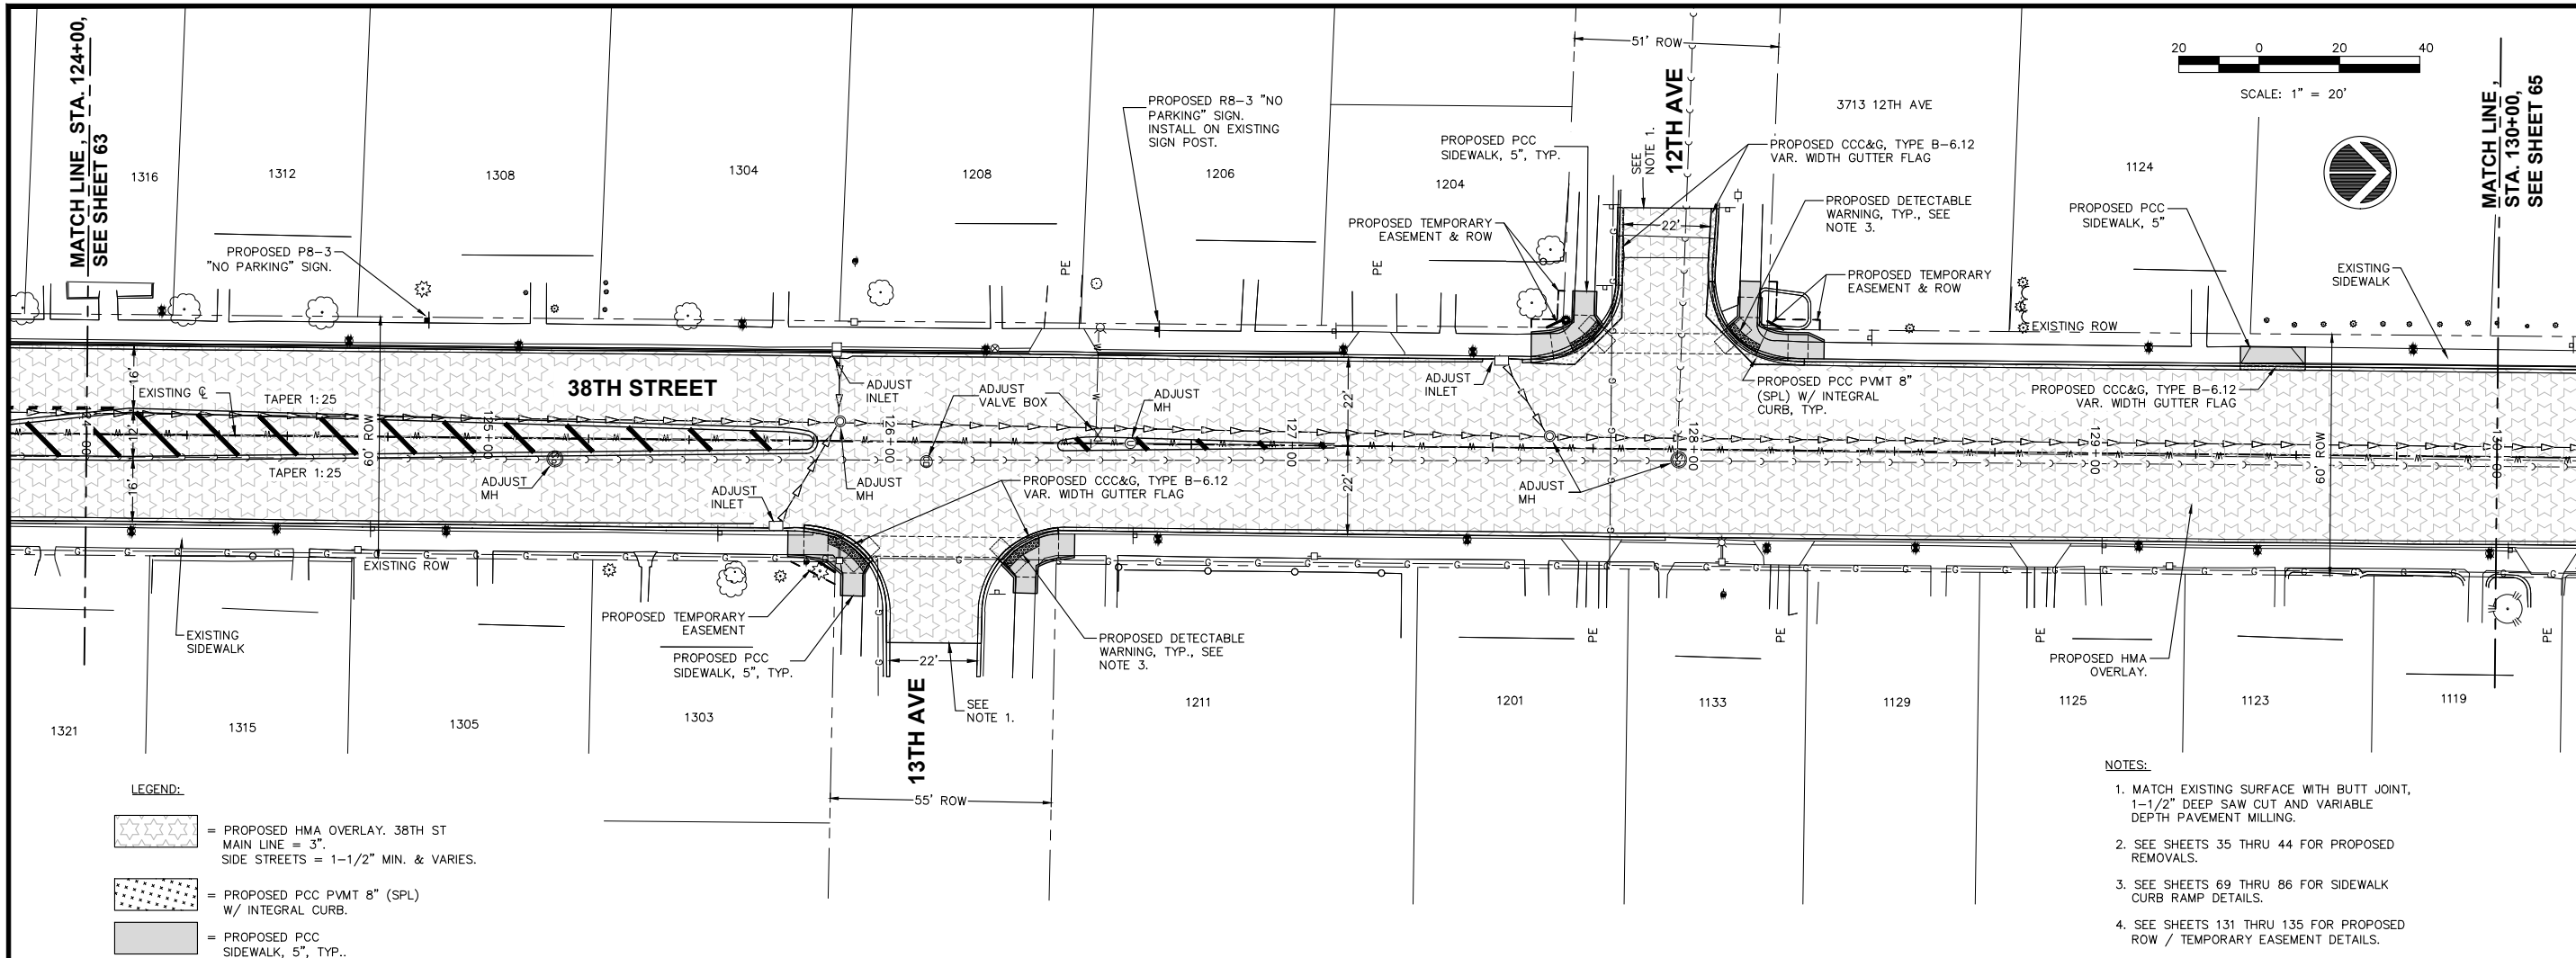 MATCH LINE , STA. 124+00,
SEE SHEET 63
1316
1312
1308
1304
1208
1206
1204
51' ROW
12TH AVE
3713 12TH AVE
1124
20 0 20 40
SCALE: 1" = 20'
MATCH LINE ,
STA. 130+00,
SEE SHEET 65
PROPOSED P8-3
"NO PARKING" SIGN.
PROPOSED R8-3 "NO
PARKING" SIGN.
INSTALL ON EXISTING
SIGN POST.
PE
PE
PROPOSED PCC
SIDEWALK, 5", TYP.
PROPOSED TEMPORARY
EASEMENT & ROW
SEE
NOTE 1.
22'
PROPOSED CCC&G, TYPE B-6.12
VAR. WIDTH GUTTER FLAG
PROPOSED DETECTABLE
WARNING, TYP., SEE
NOTE 3.
PROPOSED TEMPORARY
EASEMENT & ROW
PROPOSED PCC
SIDEWALK, 5"
EXISTING
SIDEWALK
EXISTING ROW
16'
12'
16'
EXISTING ℄
TAPER 1:25
TAPER 1:25
60' ROW
125+00
38TH STREET
ADJUST
INLET
ADJUST
VALVE BOX
ADJUST
MH
126+00
127+00
22'
22'
ADJUST
INLET
PROPOSED PCC PVMT 8"
(SPL) W/ INTEGRAL
CURB, TYP.
PROPOSED CCC&G, TYPE B-6.12
VAR. WIDTH GUTTER FLAG
128+00
129+00
60' ROW
130+00
ADJUST
MH
ADJUST
INLET
ADJUST
MH
PROPOSED CCC&G, TYPE B-6.12
VAR. WIDTH GUTTER FLAG
ADJUST
MH
EXISTING ROW
EXISTING
SIDEWALK
PROPOSED TEMPORARY
EASEMENT
PROPOSED PCC
SIDEWALK, 5", TYP.
22'
13TH AVE
SEE
NOTE 1.
PROPOSED DETECTABLE
WARNING, TYP., SEE
NOTE 3.
PE
PE
PE
PE
PROPOSED HMA
OVERLAY.
1321
1315
1305
1303
1211
1201
1133
1129
1125
1123
1119
55' ROW
LEGEND:
= PROPOSED HMA OVERLAY. 38TH ST
MAIN LINE = 3".
SIDE STREETS = 1-1/2" MIN. & VARIES.
= PROPOSED PCC PVMT 8" (SPL)
W/ INTEGRAL CURB.
= PROPOSED PCC
SIDEWALK, 5", TYP..
NOTES:
1. MATCH EXISTING SURFACE WITH BUTT JOINT,
1-1/2" DEEP SAW CUT AND VARIABLE
DEPTH PAVEMENT MILLING.
2. SEE SHEETS 35 THRU 44 FOR PROPOSED
REMOVALS.
3. SEE SHEETS 69 THRU 86 FOR SIDEWALK
CURB RAMP DETAILS.
4. SEE SHEETS 131 THRU 135 FOR PROPOSED
ROW / TEMPORARY EASEMENT DETAILS.